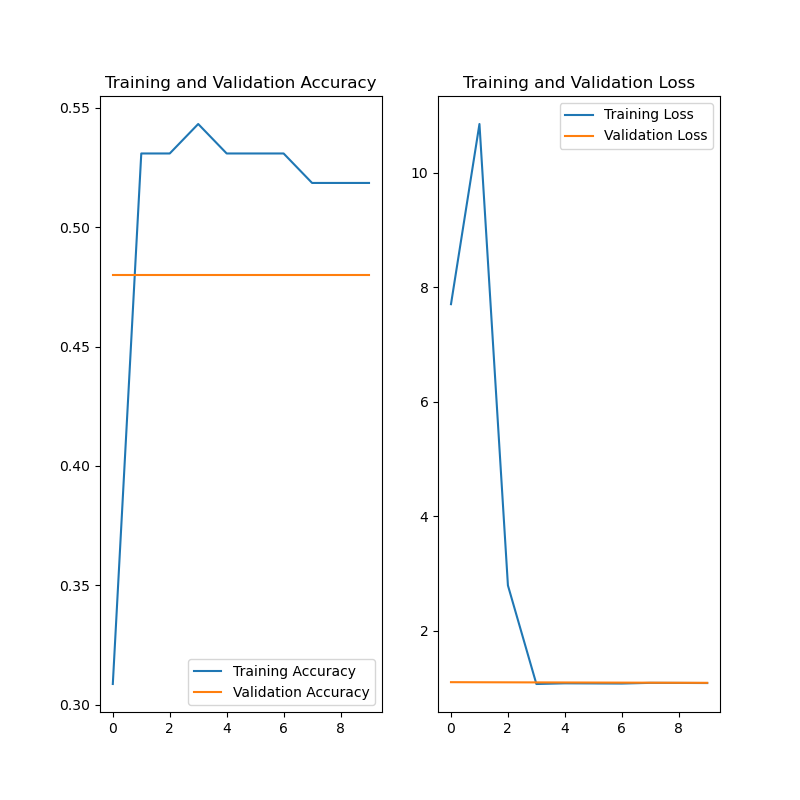 Training and Validation Accuracy
0.55
0.50
0.45
0.40
0.35
0.30
0 2 4 6 8
Training Accuracy
Validation Accuracy
Training and Validation Loss
10
8
6
4
2
0 2 4 6 8
Training Loss
Validation Loss